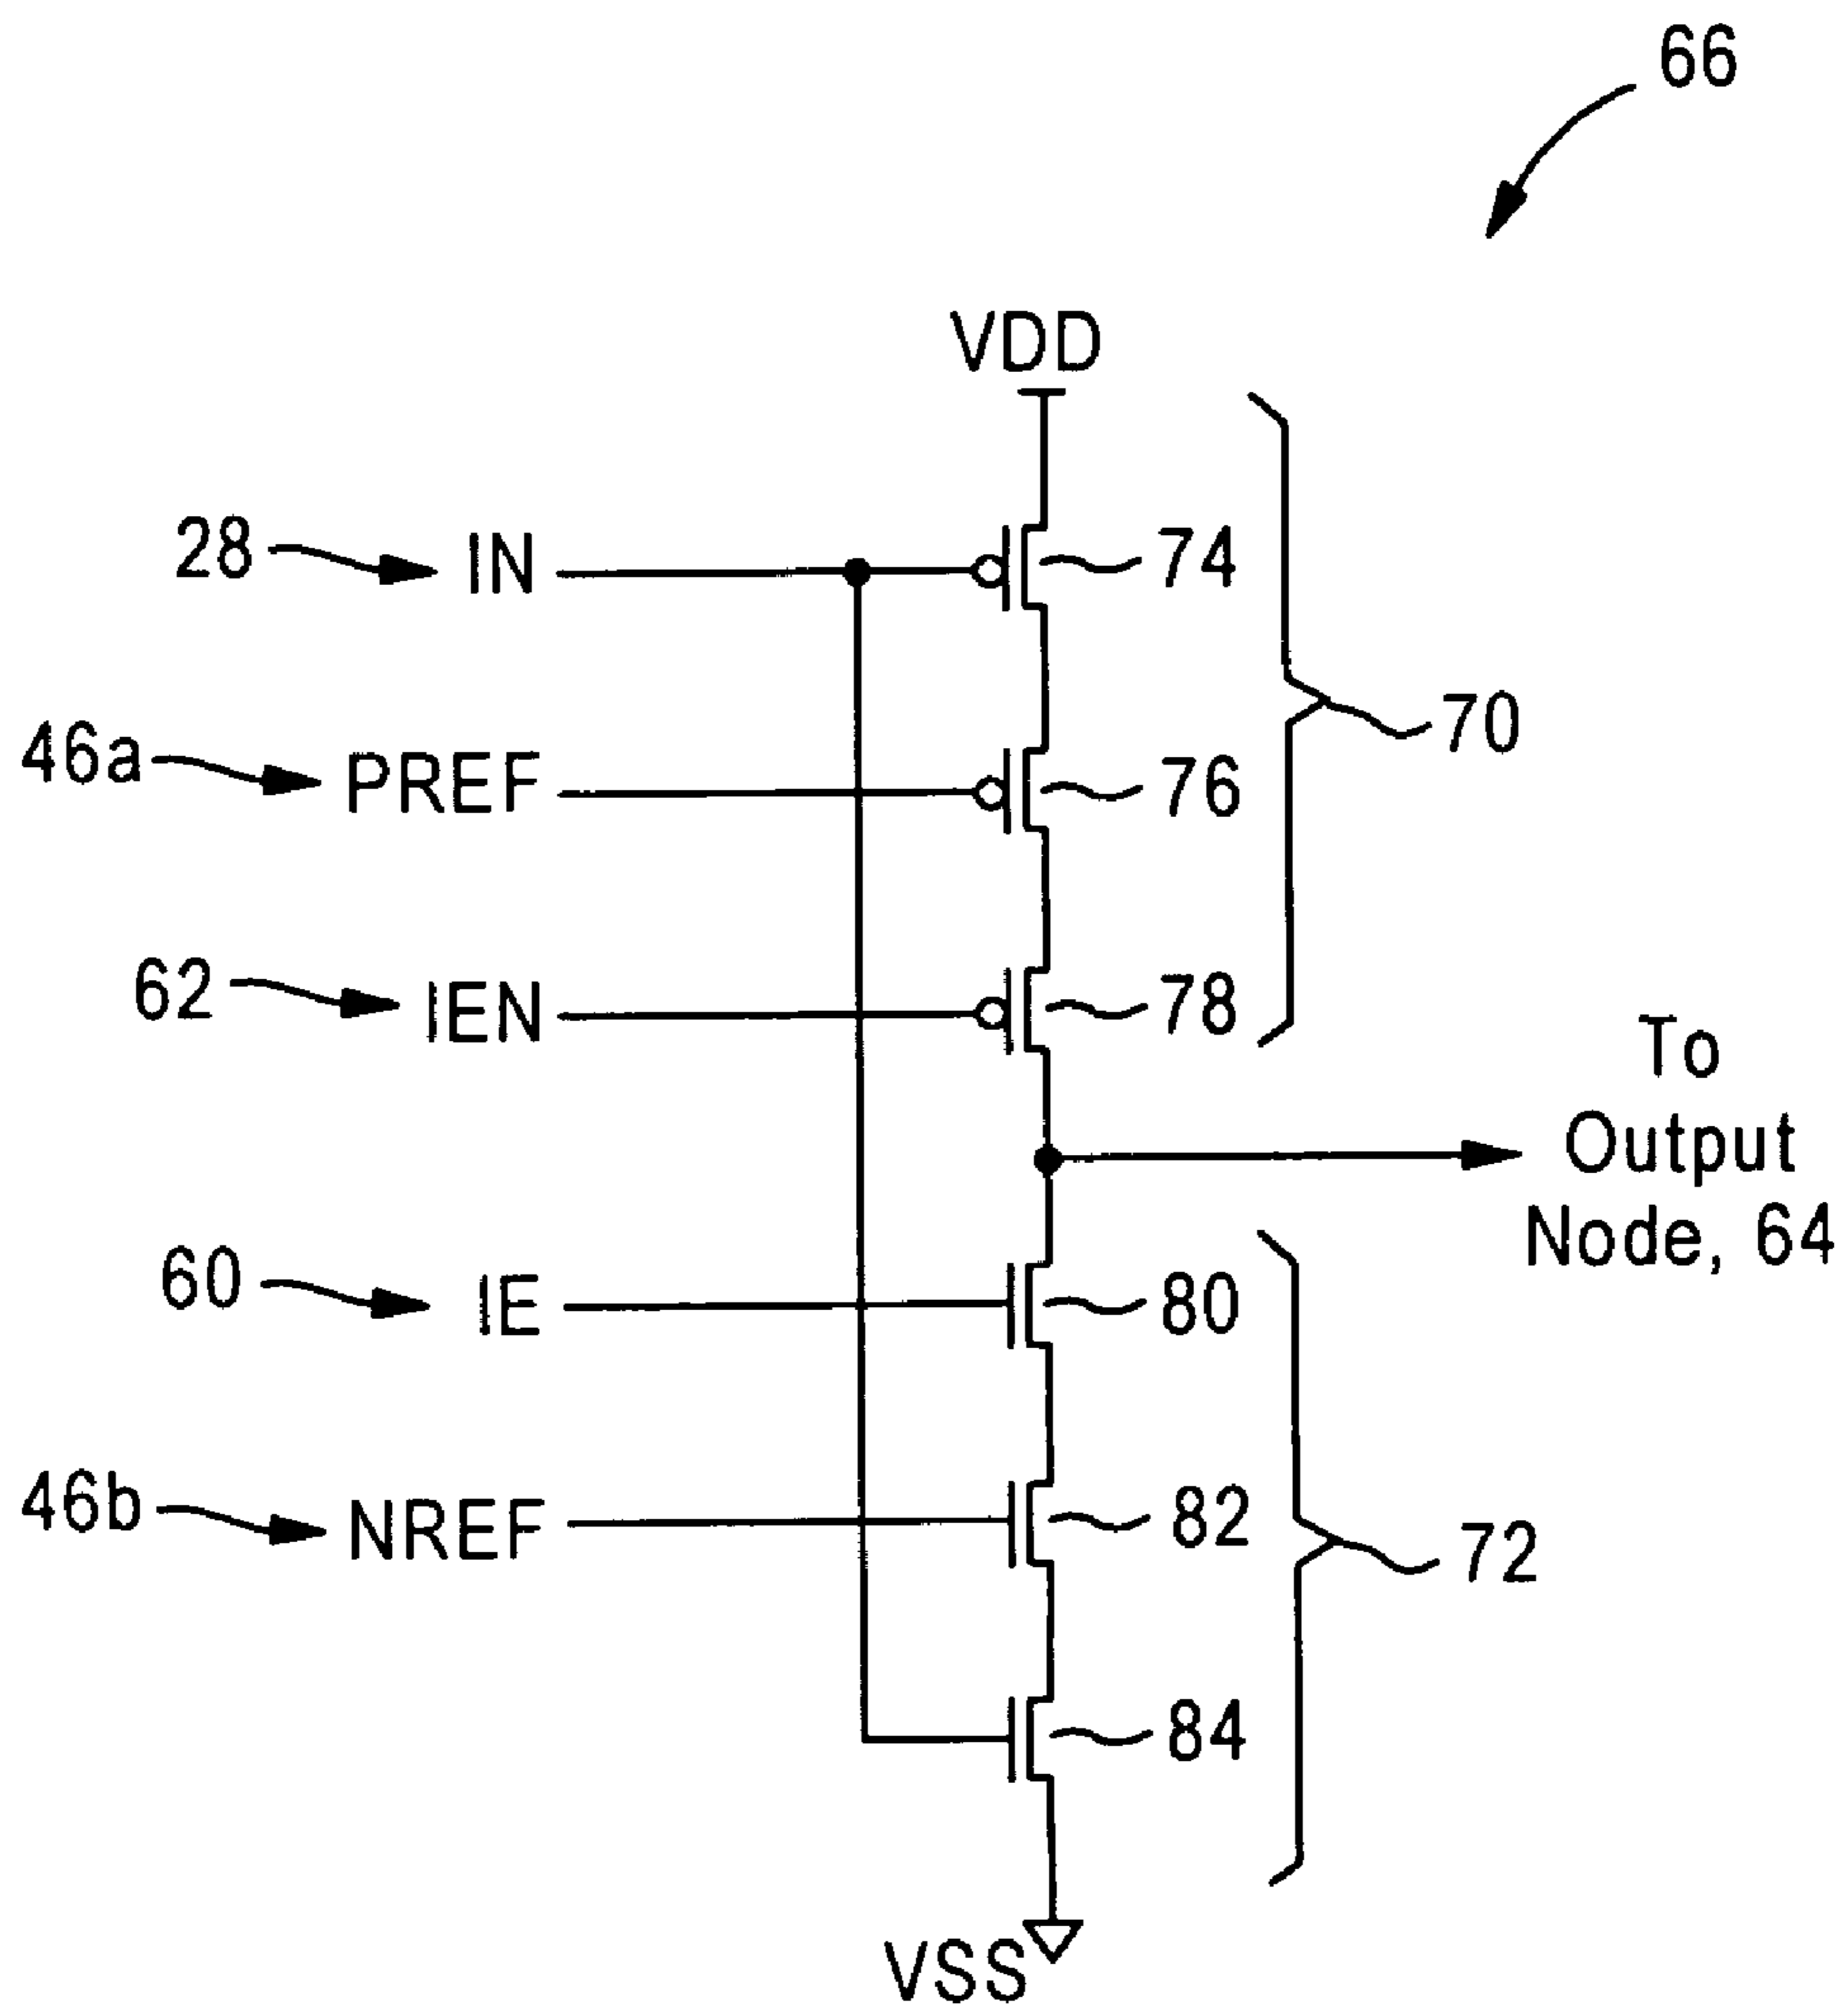 66
VDD
28 IN 74
70
46a PREF 76
62 IEN 78
To
Output
Node, 64
60 IE 80
46b NREF 82
72
84
VSS